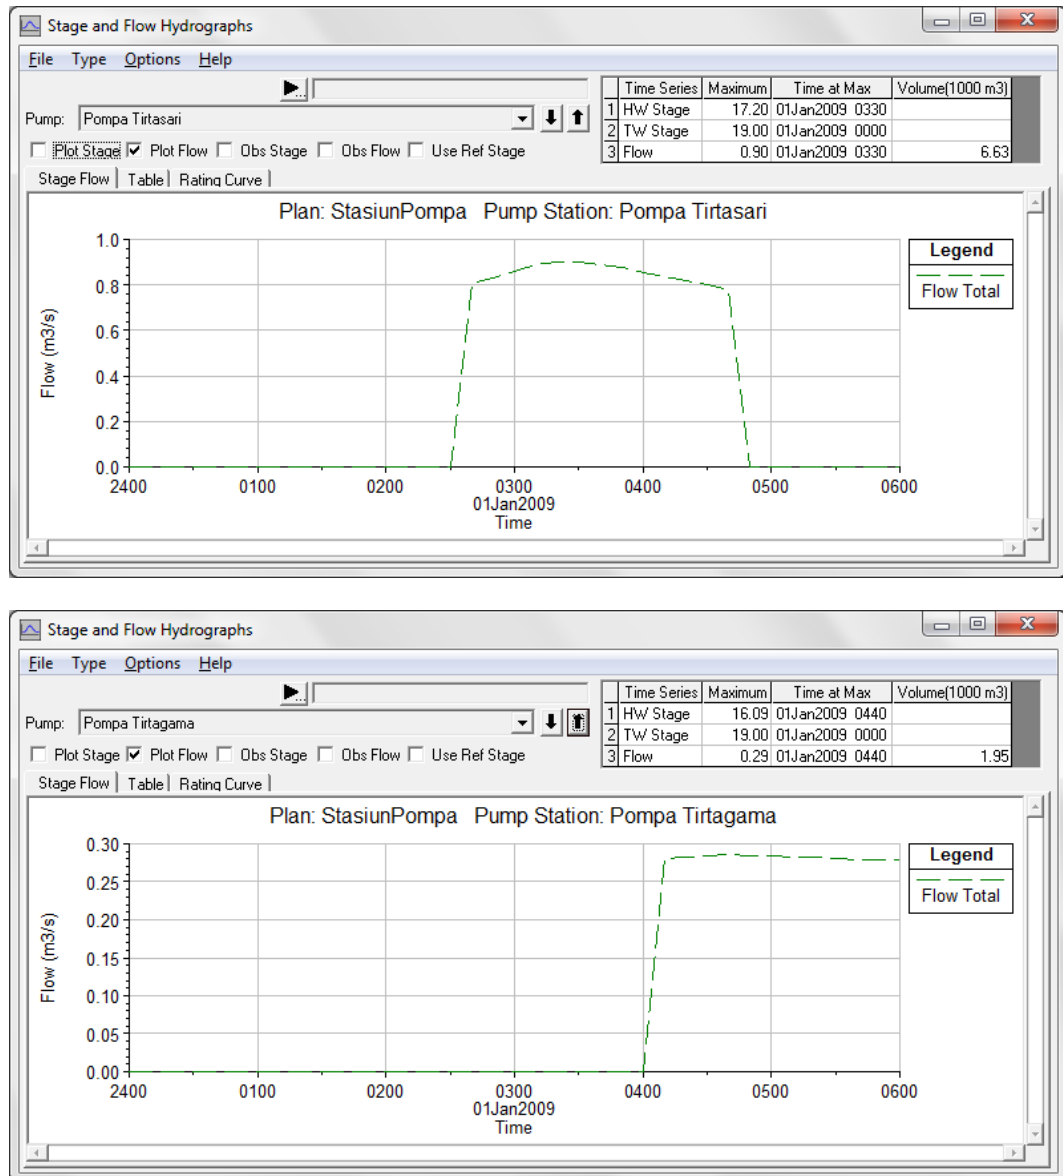 Stage and Flow Hydrographs
File Type Options Help
Pump: Pompa Tirtasari
Plot Stage Plot Flow Obs Stage Obs Flow Use Ref Stage
Time Series Maximum Time at Max Volume(1000 m3)
1 HW Stage 17.20 01Jan2009 0330
2 TW Stage 19.00 01Jan2009 0000
3 Flow 0.90 01Jan2009 0330 6.63
Stage Flow Table Rating Curve
Plan: StasiunPompa Pump Station: Pompa Tirtasari
1.0
0.8
0.6
0.4
0.2
0.0
Flow (m3/s)
2400 0100 0200 0300 0400 0500 0600
01Jan2009
Time
Legend
Flow Total
Stage and Flow Hydrographs
File Type Options Help
Pump: Pompa Tirtagama
Plot Stage Plot Flow Obs Stage Obs Flow Use Ref Stage
Time Series Maximum Time at Max Volume(1000 m3)
1 HW Stage 16.09 01Jan2009 0440
2 TW Stage 19.00 01Jan2009 0000
3 Flow 0.29 01Jan2009 0440 1.95
Stage Flow Table Rating Curve
Plan: StasiunPompa Pump Station: Pompa Tirtagama
0.30
0.25
0.20
0.15
0.10
0.05
0.00
Flow (m3/s)
2400 0100 0200 0300 0400 0500 0600
01Jan2009
Time
Legend
Flow Total